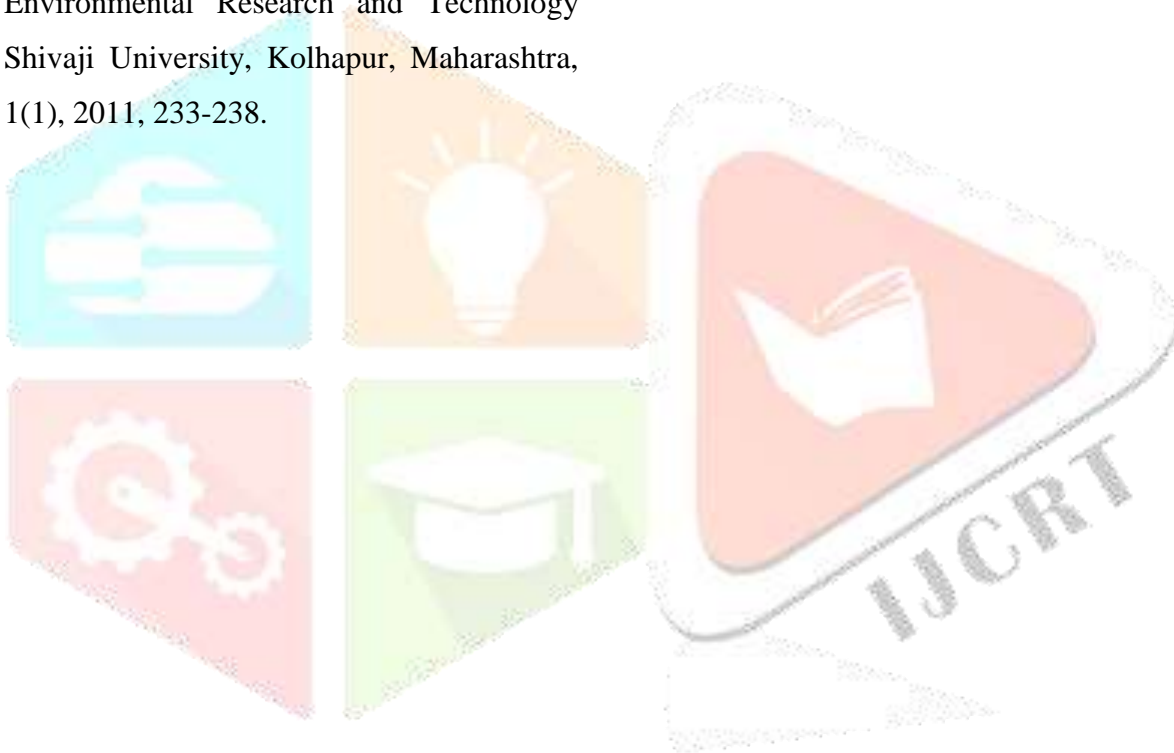 Environmental Research and Technology
Shivaji University, Kolhapur, Maharashtra,
1(1), 2011, 233-238.
IJCRT